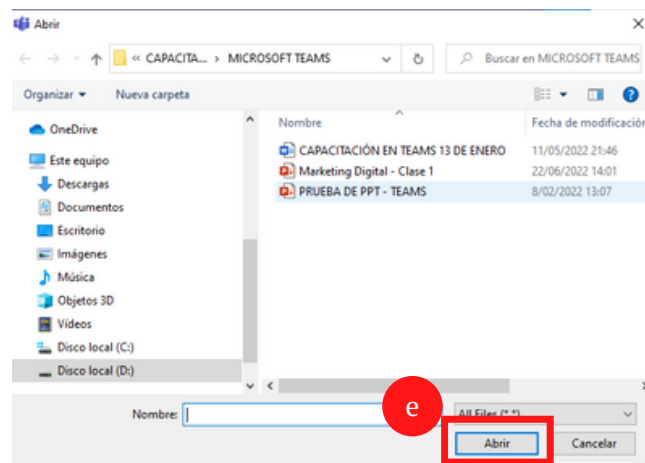 Abrir
« CAPACITA... › MICROSOFT TEAMS
Buscar en MICROSOFT TEAMS
Organizar
Nueva carpeta
Nombre
Fecha de modificación
OneDrive
Este equipo
Descargas
Documentos
Escritorio
Imágenes
Música
Objetos 3D
Vídeos
Disco local (C:)
Disco local (D:)
CAPACITACIÓN EN TEAMS 13 DE ENERO 11/05/2022 21:46
Marketing Digital - Clase 1 22/06/2022 14:01
PRUEBA DE PPT - TEAMS 8/02/2022 13:07
Nombre:
e
All Files (*.*)
Abrir
Cancelar